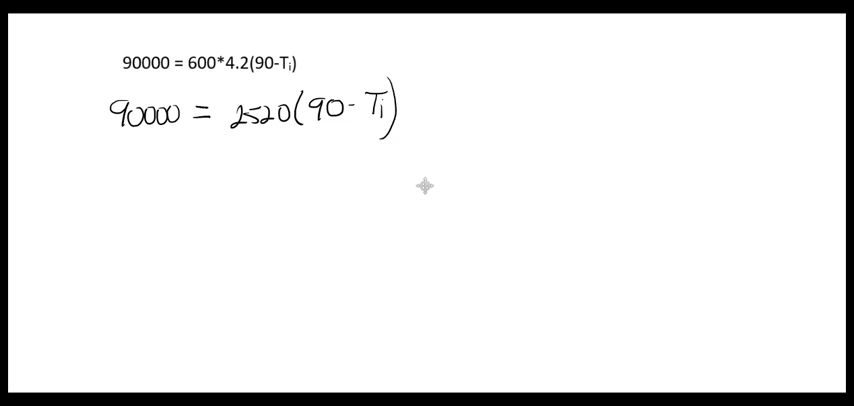 90000 = 600*4.2(90-Tᵢ)
90000 = 2520(90- Tᵢ)